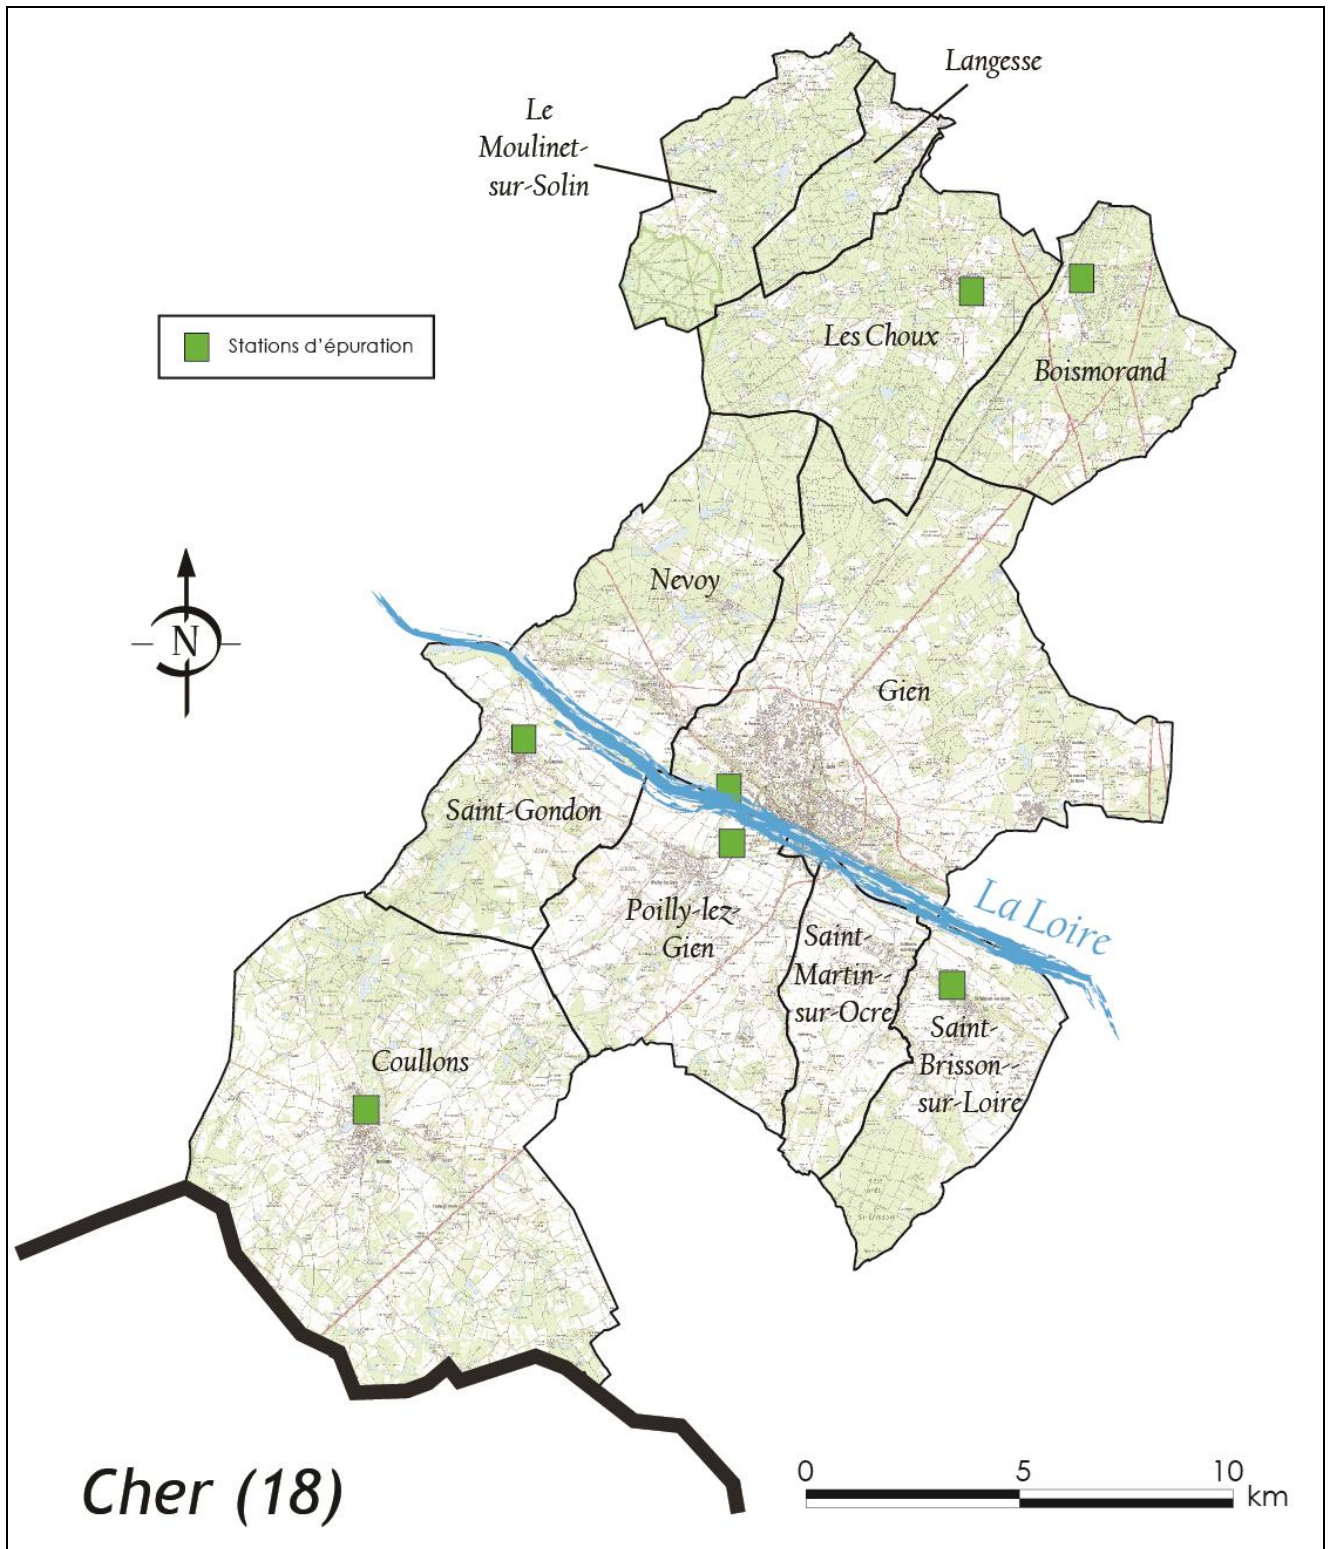 Langesse
Le
Moulinet-
sur-Solin
Stations d'épuration
Les Choux
Boismorand
Nevoy
N
Gien
Saint-Gondon
La Loire
Poilly-lez-
Gien
Saint-
Martin-
sur-Ocre
Saint-
Brisson-
sur-Loire
Coullons
Cher (18)
0 5 10
km